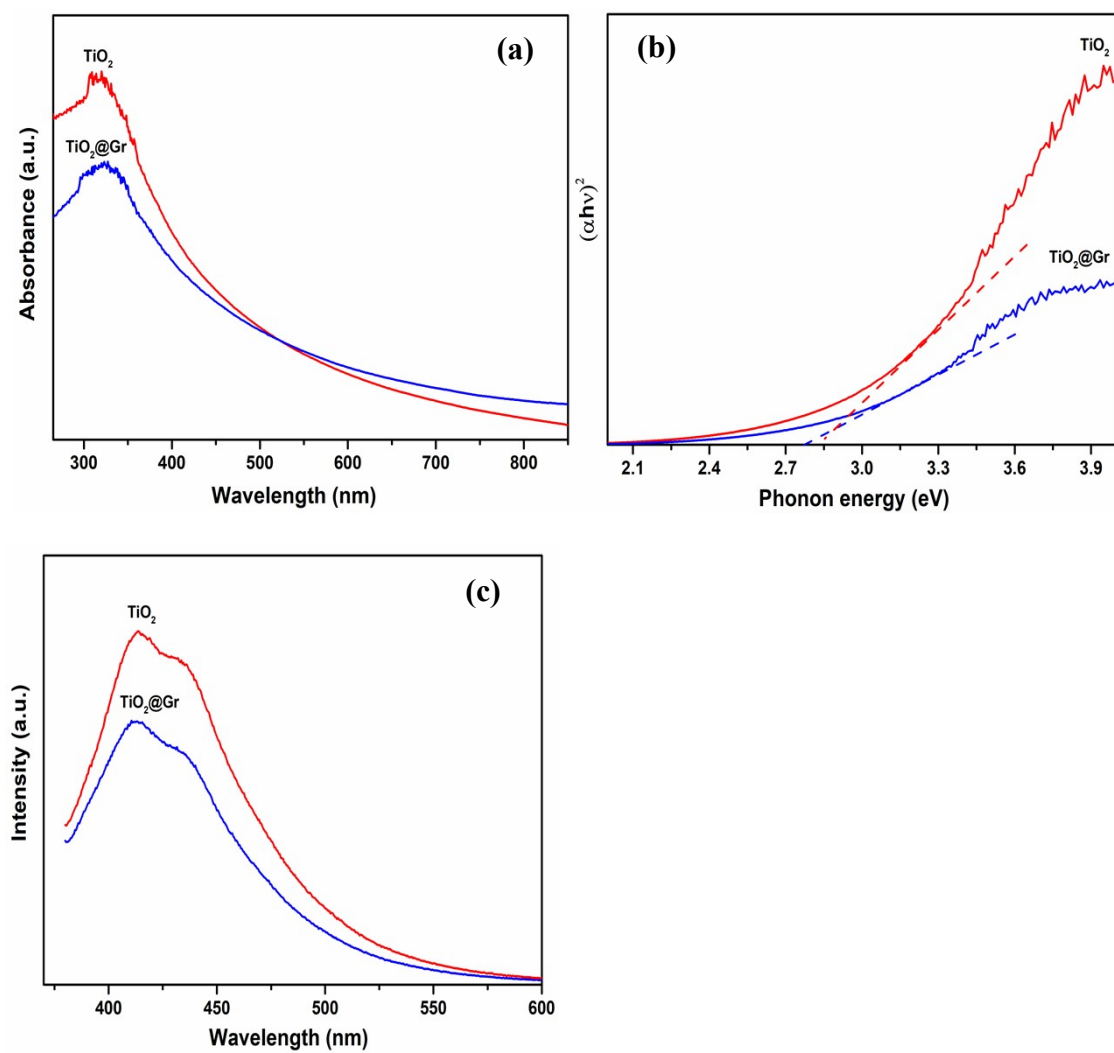 (a)
TiO₂
TiO₂@Gr
Absorbance (a.u.)
300 400 500 600 700 800
Wavelength (nm)
(b)
TiO₂
TiO₂@Gr
(αhν)²
2.1 2.4 2.7 3.0 3.3 3.6 3.9
Phonon energy (eV)
(c)
TiO₂
TiO₂@Gr
Intensity (a.u.)
400 450 500 550 600
Wavelength (nm)